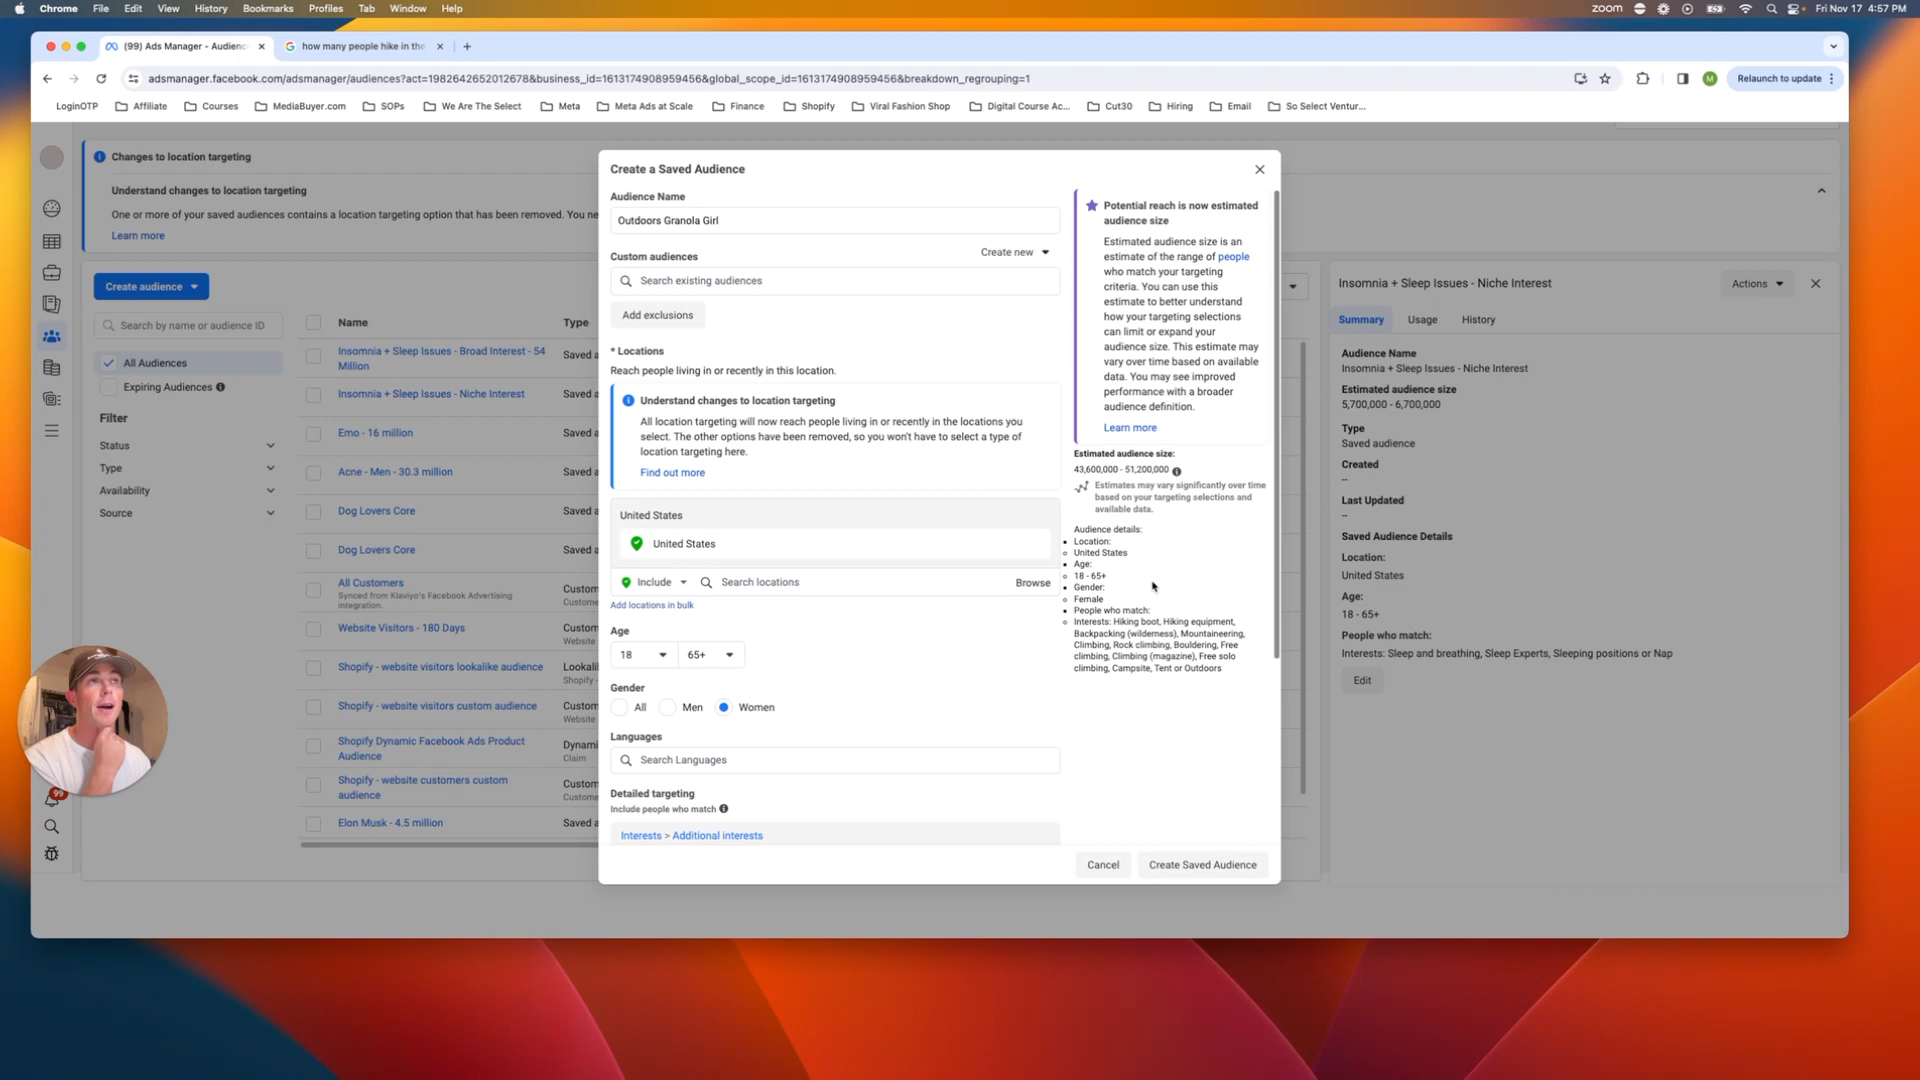 Chrome File Edit View History Bookmarks Profiles Tab Window Help
zoom Fri Nov 17 4:57 PM
(99) Ads Manager - Audienc
how many people hike in the
adsmanager.facebook.com/adsmanager/audiences?act=1982642652012678&business_id=1613174908959456&global_scope_id=1613174908959456&breakdown_regrouping=1
M
Relaunch to update
LoginOTP Affiliate Courses MediaBuyer.com SOPs We Are The Select Meta Meta Ads at Scale Finance Shopify Viral Fashion Shop Digital Course Ac... Cut30 Hiring Email So Select Ventur...
Changes to location targeting
Understand changes to location targeting
One or more of your saved audiences contains a location targeting option that has been removed. You ne
Learn more
Create audience
Search by name or audience ID
All Audiences
Expiring Audiences
Filter
Status
Type
Availability
Source
99
Name Type
Insomnia + Sleep Issues - Broad Interest - 54
Million
Saved a
Insomnia + Sleep Issues - Niche Interest Saved a
Emo - 16 million Saved a
Acne - Men - 30.3 million Saved a
Dog Lovers Core Saved a
Dog Lovers Core Saved a
All Customers
Synced from Klaviyo's Facebook Advertising
integration.
Custom
Custome
Website Visitors - 180 Days Custom
Website
Shopify - website visitors lookalike audience Lookali
Shopify -
Shopify - website visitors custom audience Custom
Website
Shopify Dynamic Facebook Ads Product
Audience
Dynami
Claim
Shopify - website customers custom
audience
Custom
Custome
Elon Musk - 4.5 million Saved a
Create a Saved Audience
Audience Name
Outdoors Granola Girl
Custom audiences
Create new
Search existing audiences
Add exclusions
* Locations
Reach people living in or recently in this location.
Understand changes to location targeting
All location targeting will now reach people living in or recently in the locations you
select. The other options have been removed, so you won't have to select a type of
location targeting here.
Find out more
United States
United States
Include
Search locations
Browse
Add locations in bulk
Age
18 65+
Gender
All Men Women
Languages
Search Languages
Detailed targeting
Include people who match
Interests > Additional interests
Potential reach is now estimated
audience size
Estimated audience size is an
estimate of the range of people
who match your targeting
criteria. You can use this
estimate to better understand
how your targeting selections
can limit or expand your
audience size. This estimate may
vary over time based on available
data. You may see improved
performance with a broader
audience definition.
Learn more
Estimated audience size:
43,600,000 - 51,200,000
Estimates may vary significantly over time
based on your targeting selections and
available data.
Audience details:
Location:
United States
Age:
18 - 65+
Gender:
Female
People who match:
Interests: Hiking boot, Hiking equipment,
Backpacking (wilderness), Mountaineering,
Climbing, Rock climbing, Bouldering, Free
climbing, Climbing (magazine), Free solo
climbing, Campsite, Tent or Outdoors
Cancel
Create Saved Audience
Insomnia + Sleep Issues - Niche Interest
Actions
Summary Usage History
Audience Name
Insomnia + Sleep Issues - Niche Interest
Estimated audience size
5,700,000 - 6,700,000
Type
Saved audience
Created
--
Last Updated
--
Saved Audience Details
Location:
United States
Age:
18 - 65+
People who match:
Interests: Sleep and breathing, Sleep Experts, Sleeping positions or Nap
Edit